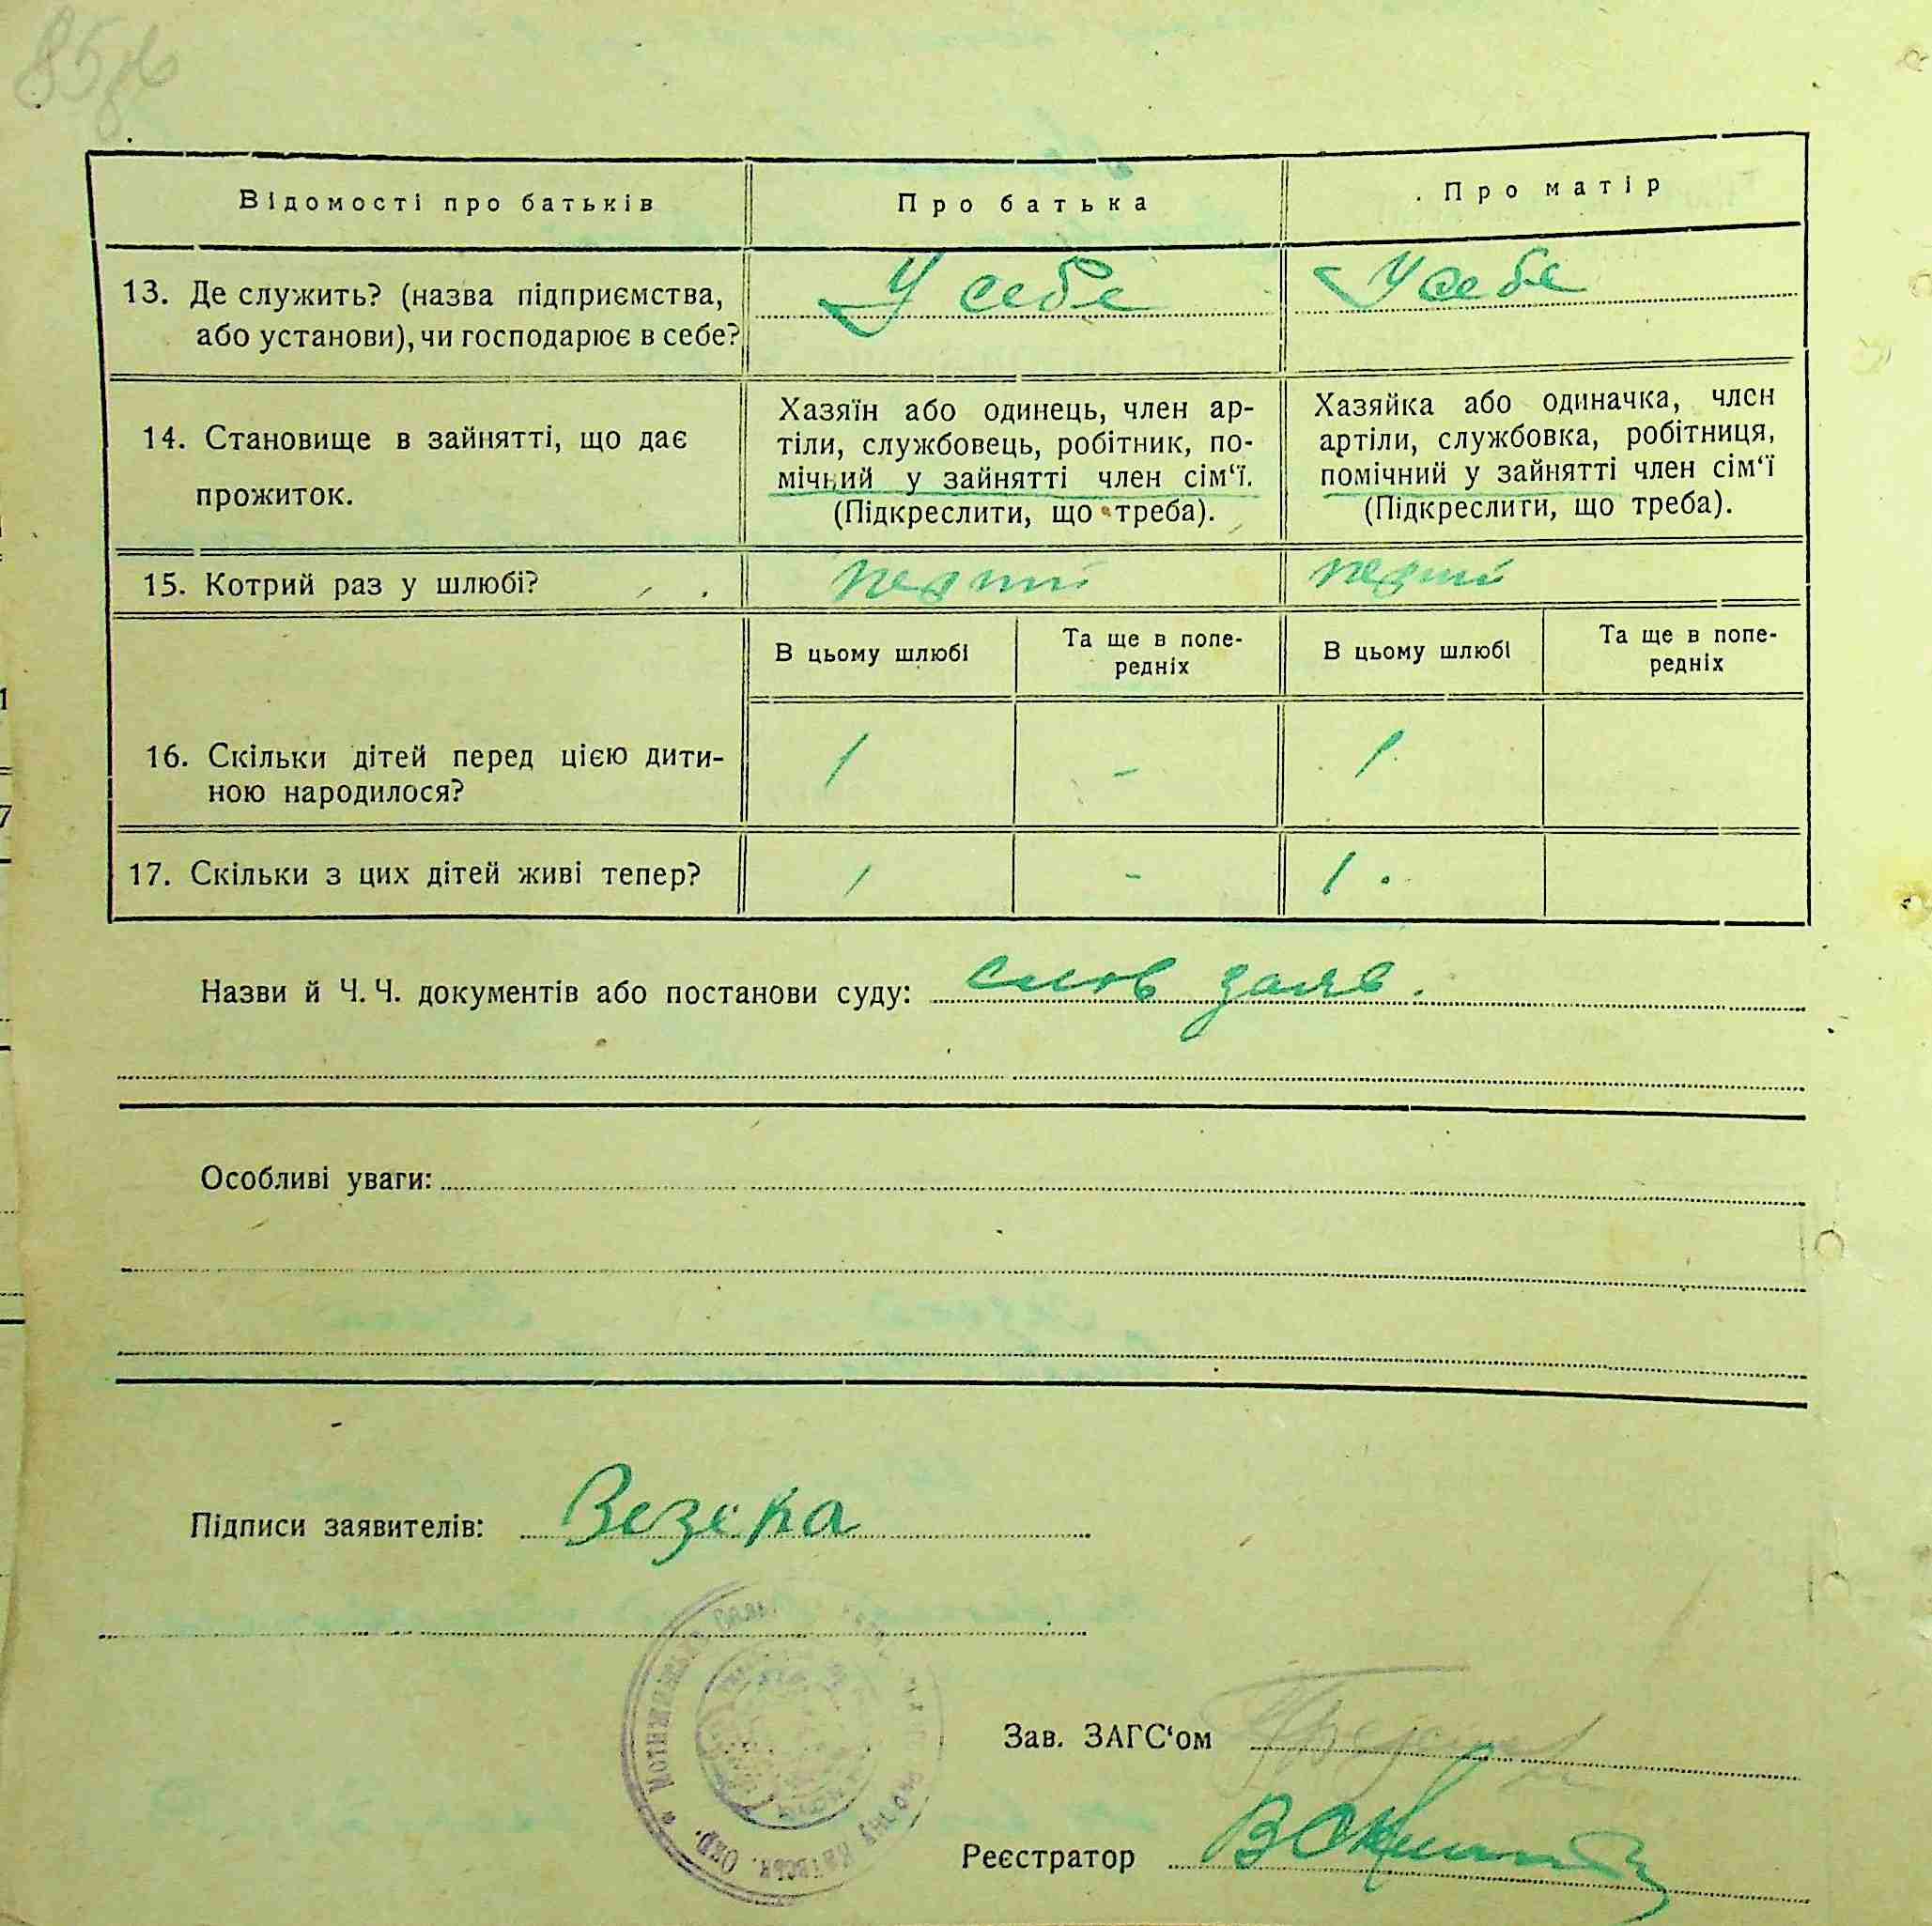 Відомості про батьків
Про батька
Про матір
13. Де служить? (назва підприємства,
або установи), чи господарює в себе?
У себе
У себе
14. Становище в зайнятті, що дає
прожиток.
Хазяїн або одинець, член ар-
тіли, службовець, робітник, по-
мічний у зайнятті член сім‘ї.
(Підкреслити, що треба).
Хазяйка або одиначка, член
артіли, службовка, робітниця,
помічний у зайнятті член сім‘ї
(Підкреслити, що треба).
15. Котрий раз у шлюбі?
В цьому шлюбі
Та ще в попе-
редніх
В цьому шлюбі
Та ще в попе-
редніх
16. Скільки дітей перед цією дити-
ною народилося?
1
-
1
17. Скільки з цих дітей живі тепер?
1
-
1.
Назви й Ч. Ч. документів або постанови суду: слов заяв.
Особливі уваги:
Підписи заявителів: Везека
Зав. ЗАГС‘ом
Реєстратор